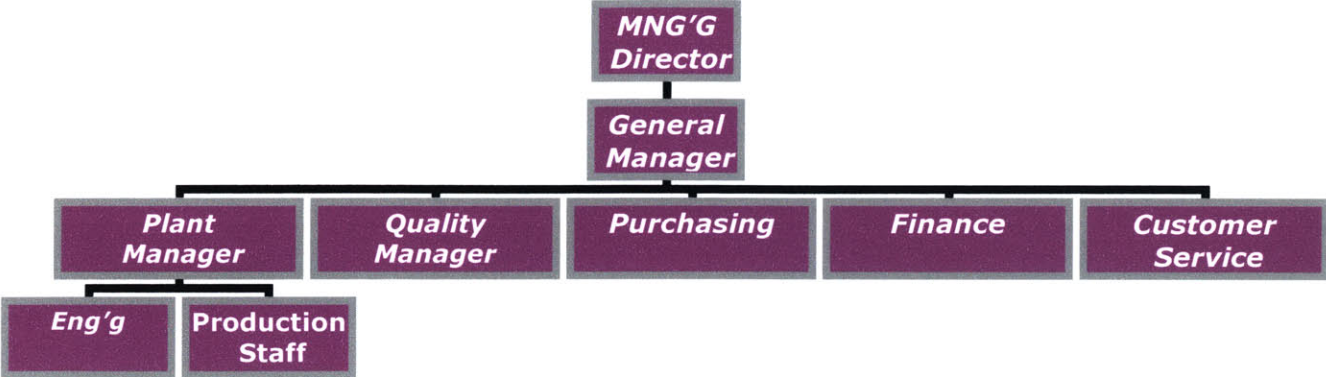 MNG'G
Director
General
Manager
Plant
Manager
Quality
Manager
Purchasing
Finance
Customer
Service
Eng'g
Production
Staff